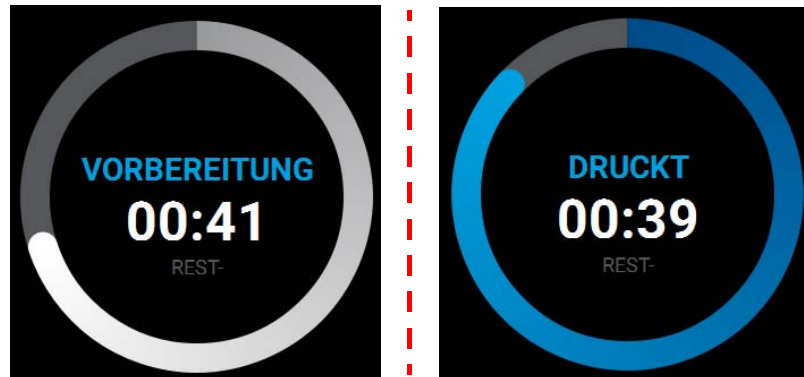 VORBEREITUNG
00:41
REST-
DRUCKT
00:39
REST-